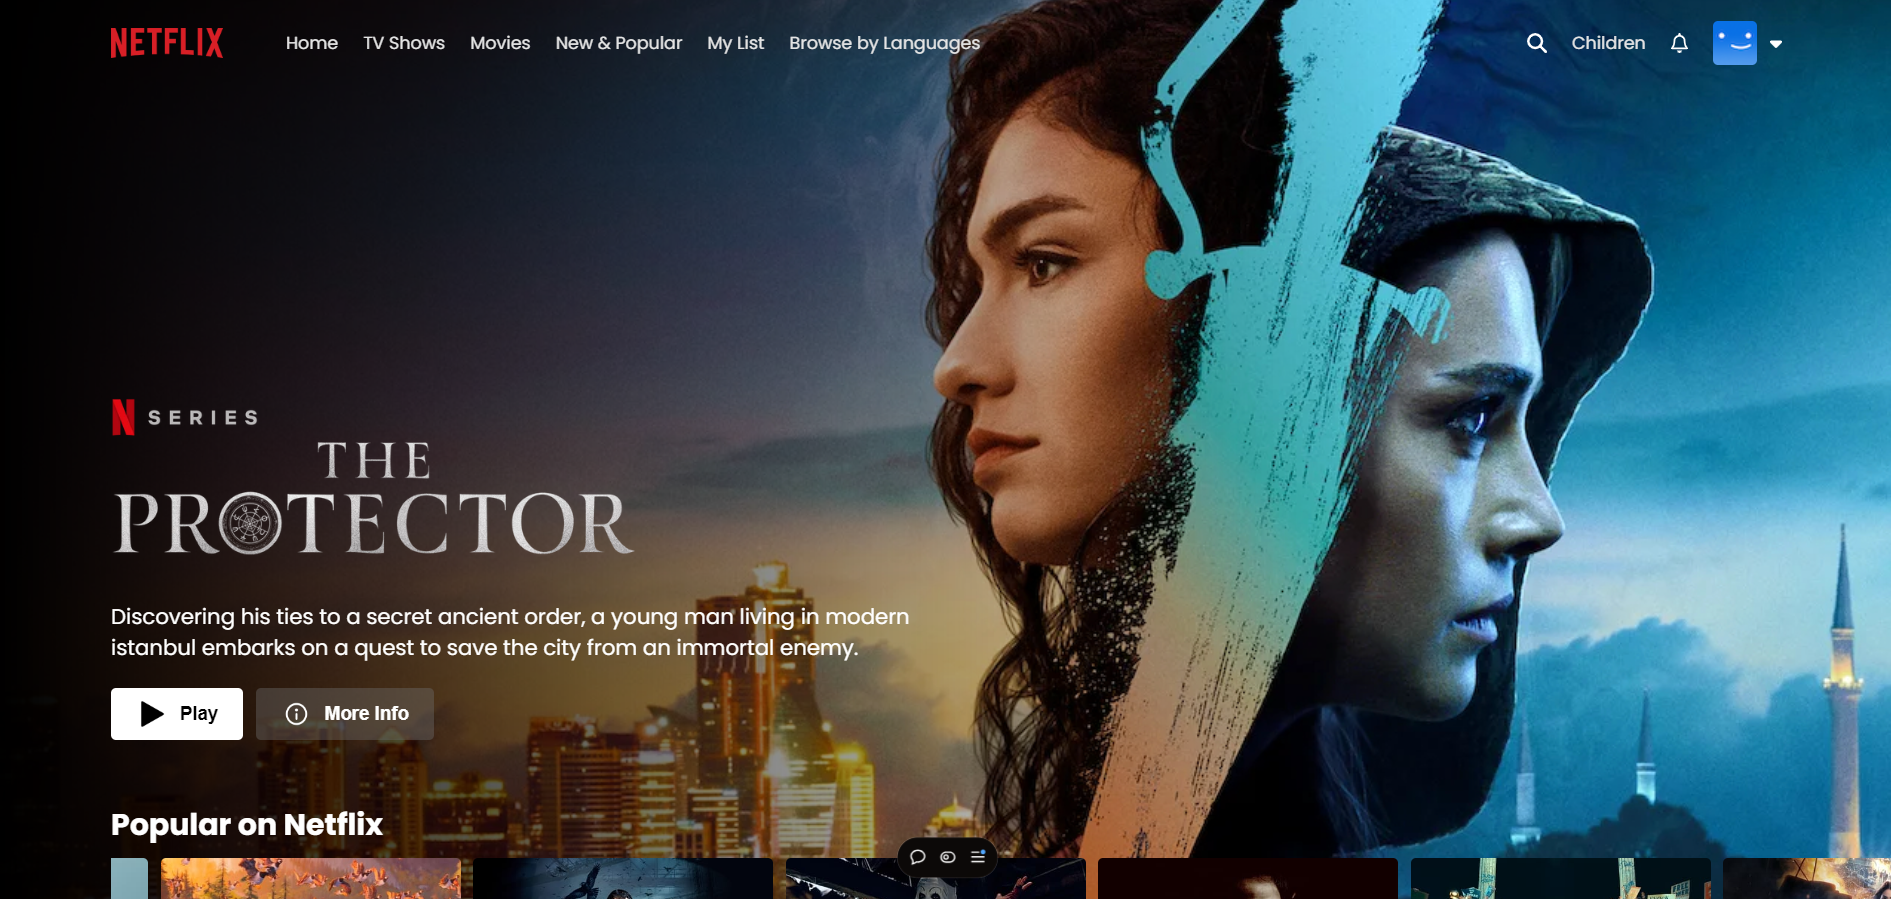 NETFLIX
Home TV Shows Movies New & Popular My List Browse by Languages
Children
N SERIES
THE
PROTECTOR
Discovering his ties to a secret ancient order, a young man living in modern
istanbul embarks on a quest to save the city from an immortal enemy.
Play More Info
Popular on Netflix